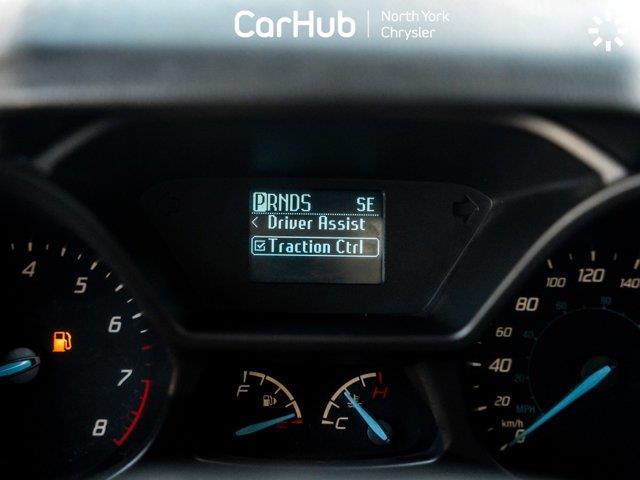 CarHub
North York
Chrysler
PRNDS SE
< Driver Assist
Traction Ctrl
4
5
6
7
8
F
C
H
0
20
40
60
80
100
120
140
km/h
MPH
80